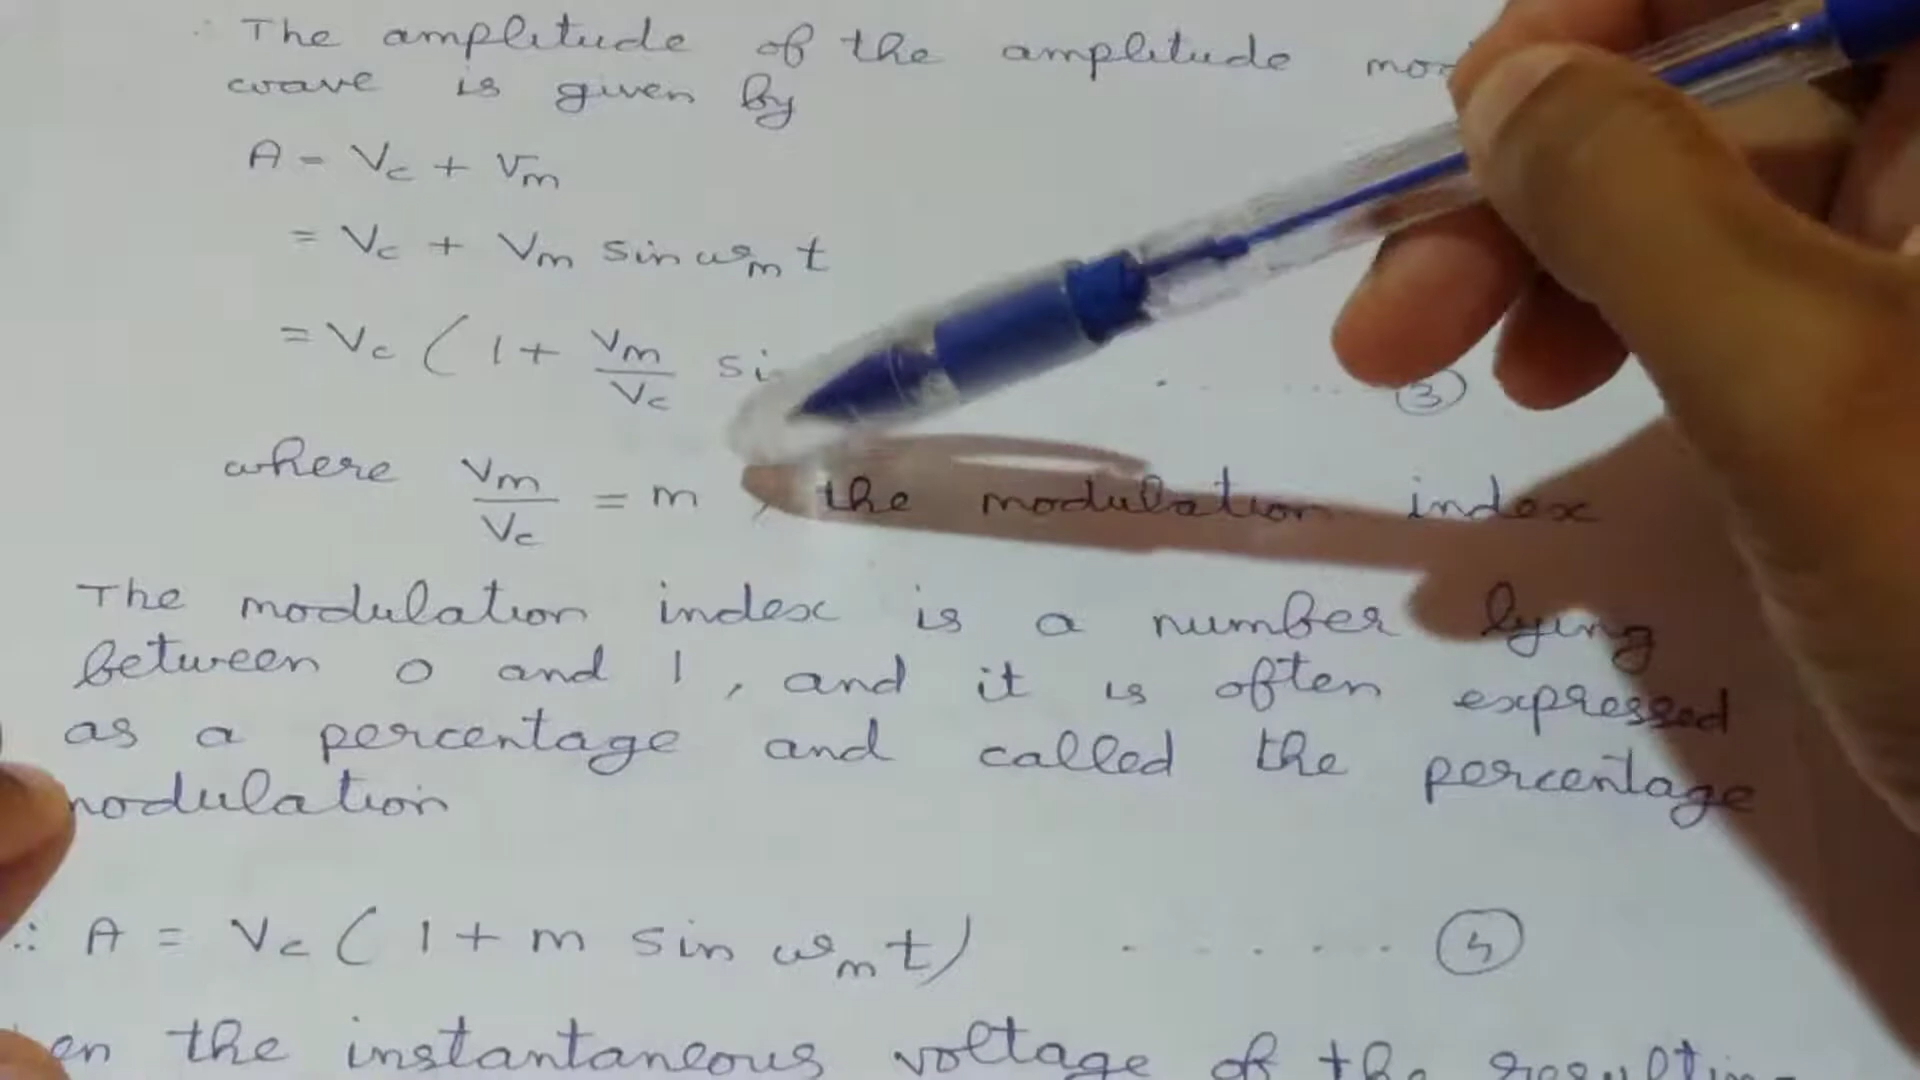 ∴ The amplitude of the amplitude
wave is given by
A = Vc + vm
= Vc + Vm sin ωm t
= Vc ( 1 + Vm/Vc
③
where Vm/Vc = m , the modulation index
The modulation index is a number lying
between 0 and 1, and it is often expressed
as a percentage and called the percentage
modulation
∴ A = Vc ( 1 + m sin ωm t) . . . . . . ④
the instantaneous voltage of the